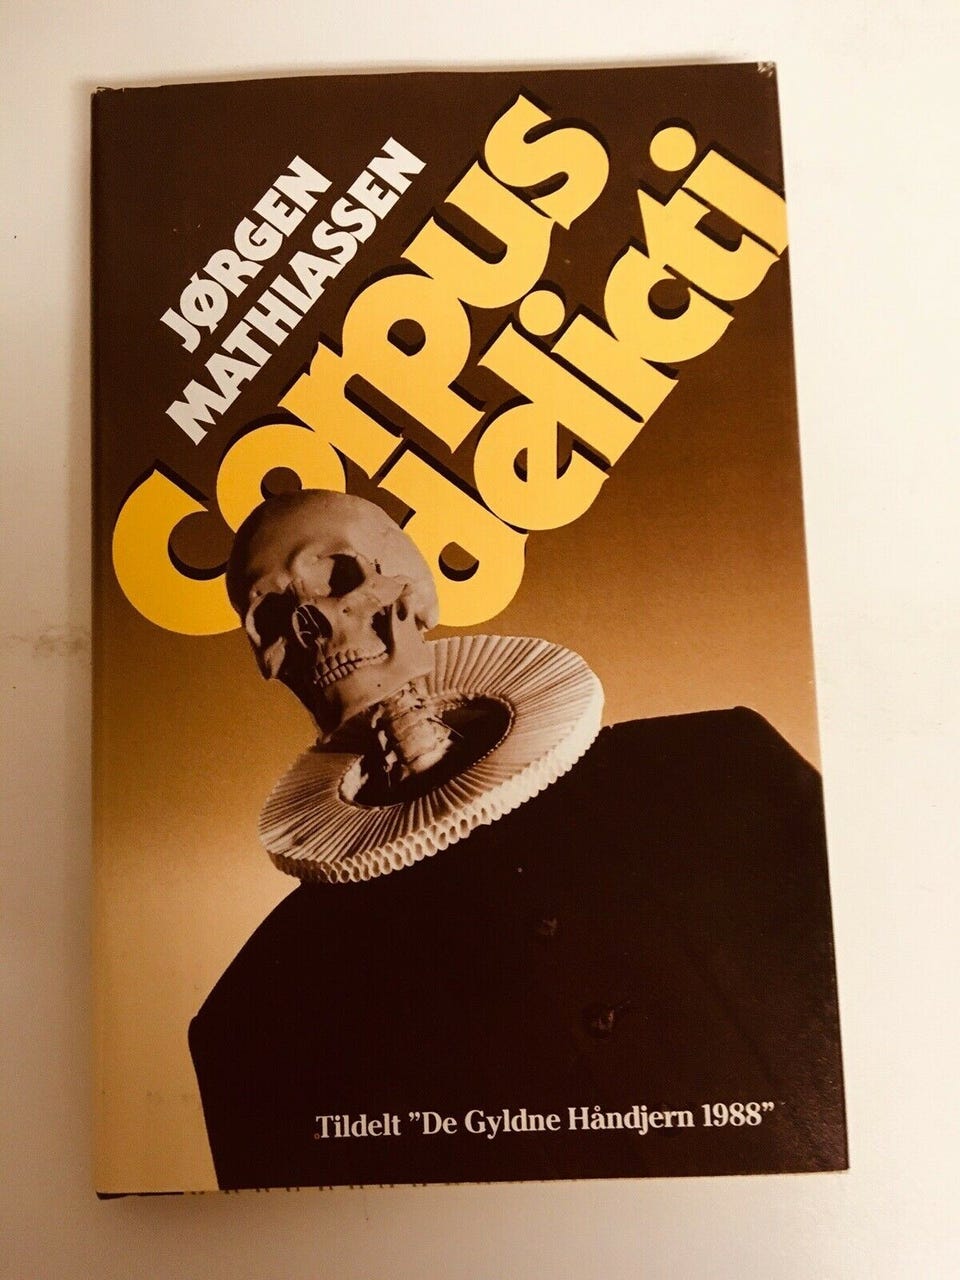 JØRGEN
MATHIASSEN
Corpus
delicti
Tildelt ”De Gyldne Håndjern 1988”